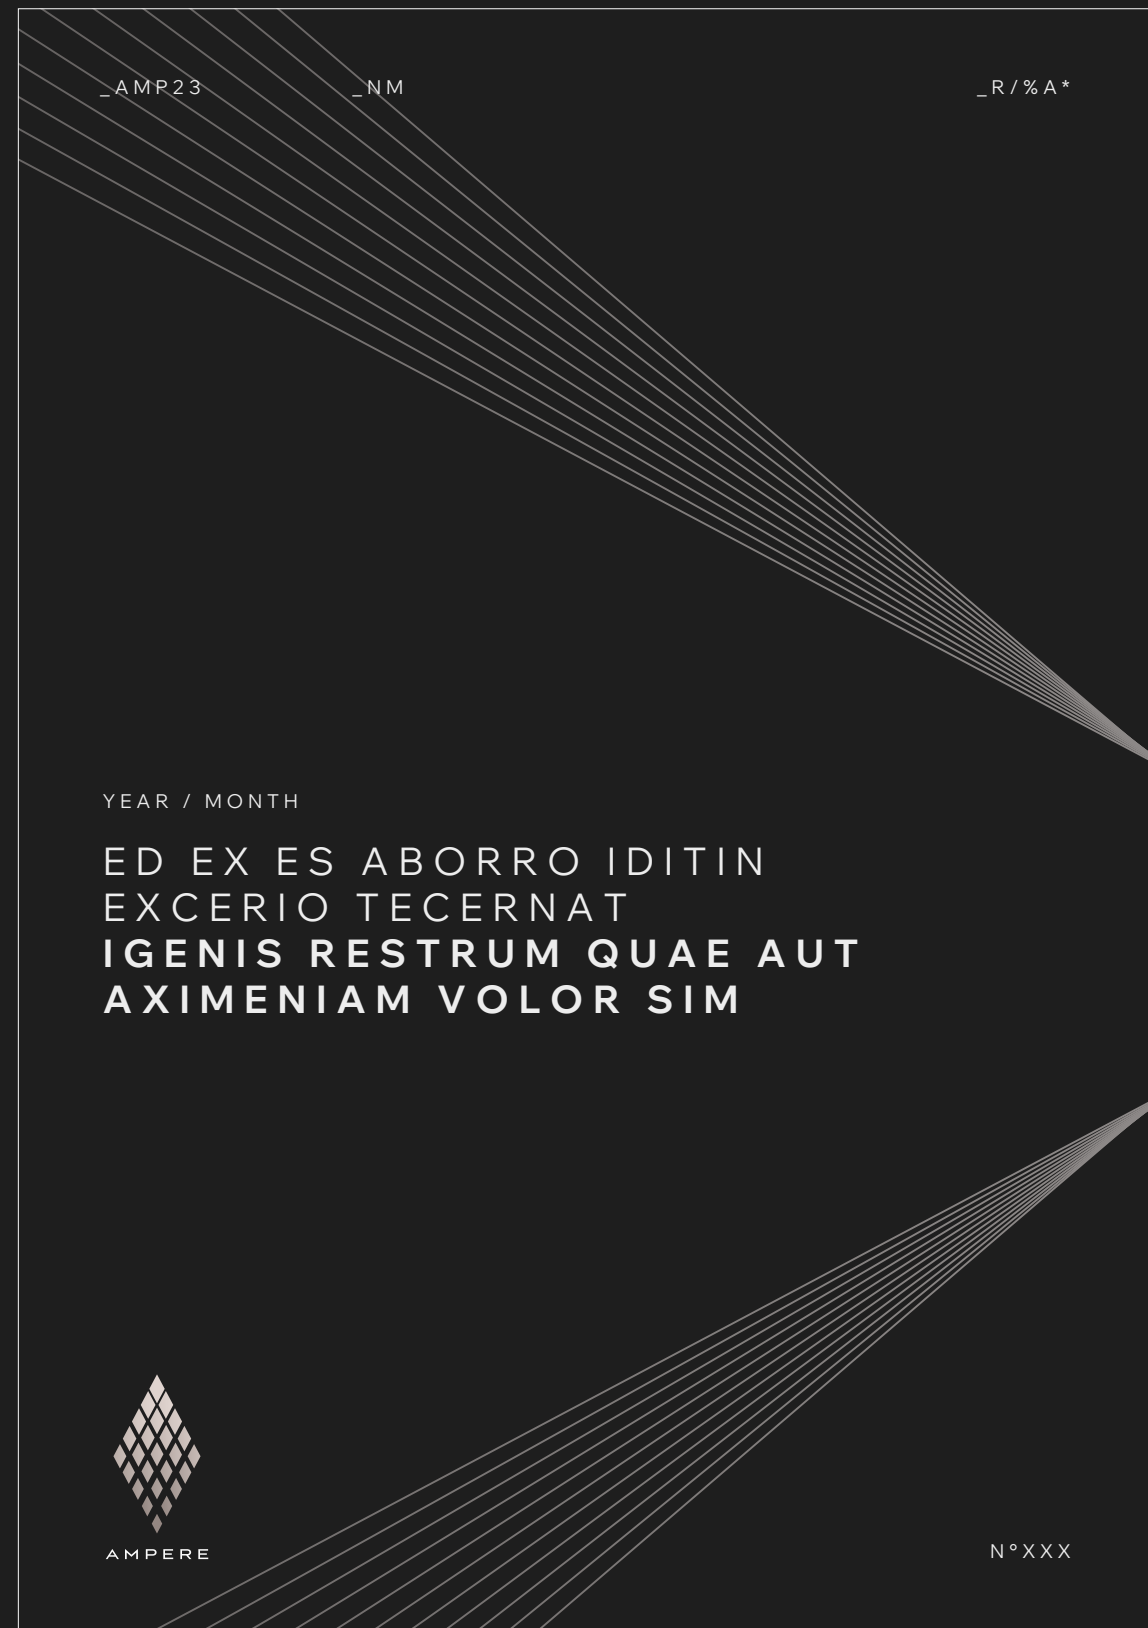 _AMP23 _NM _R/%A*
YEAR / MONTH
ED EX ES ABORRO IDITIN
EXCERIO TECERNAT
IGENIS RESTRUM QUAE AUT
AXIMENIAM VOLOR SIM
AMPERE
N°XXX